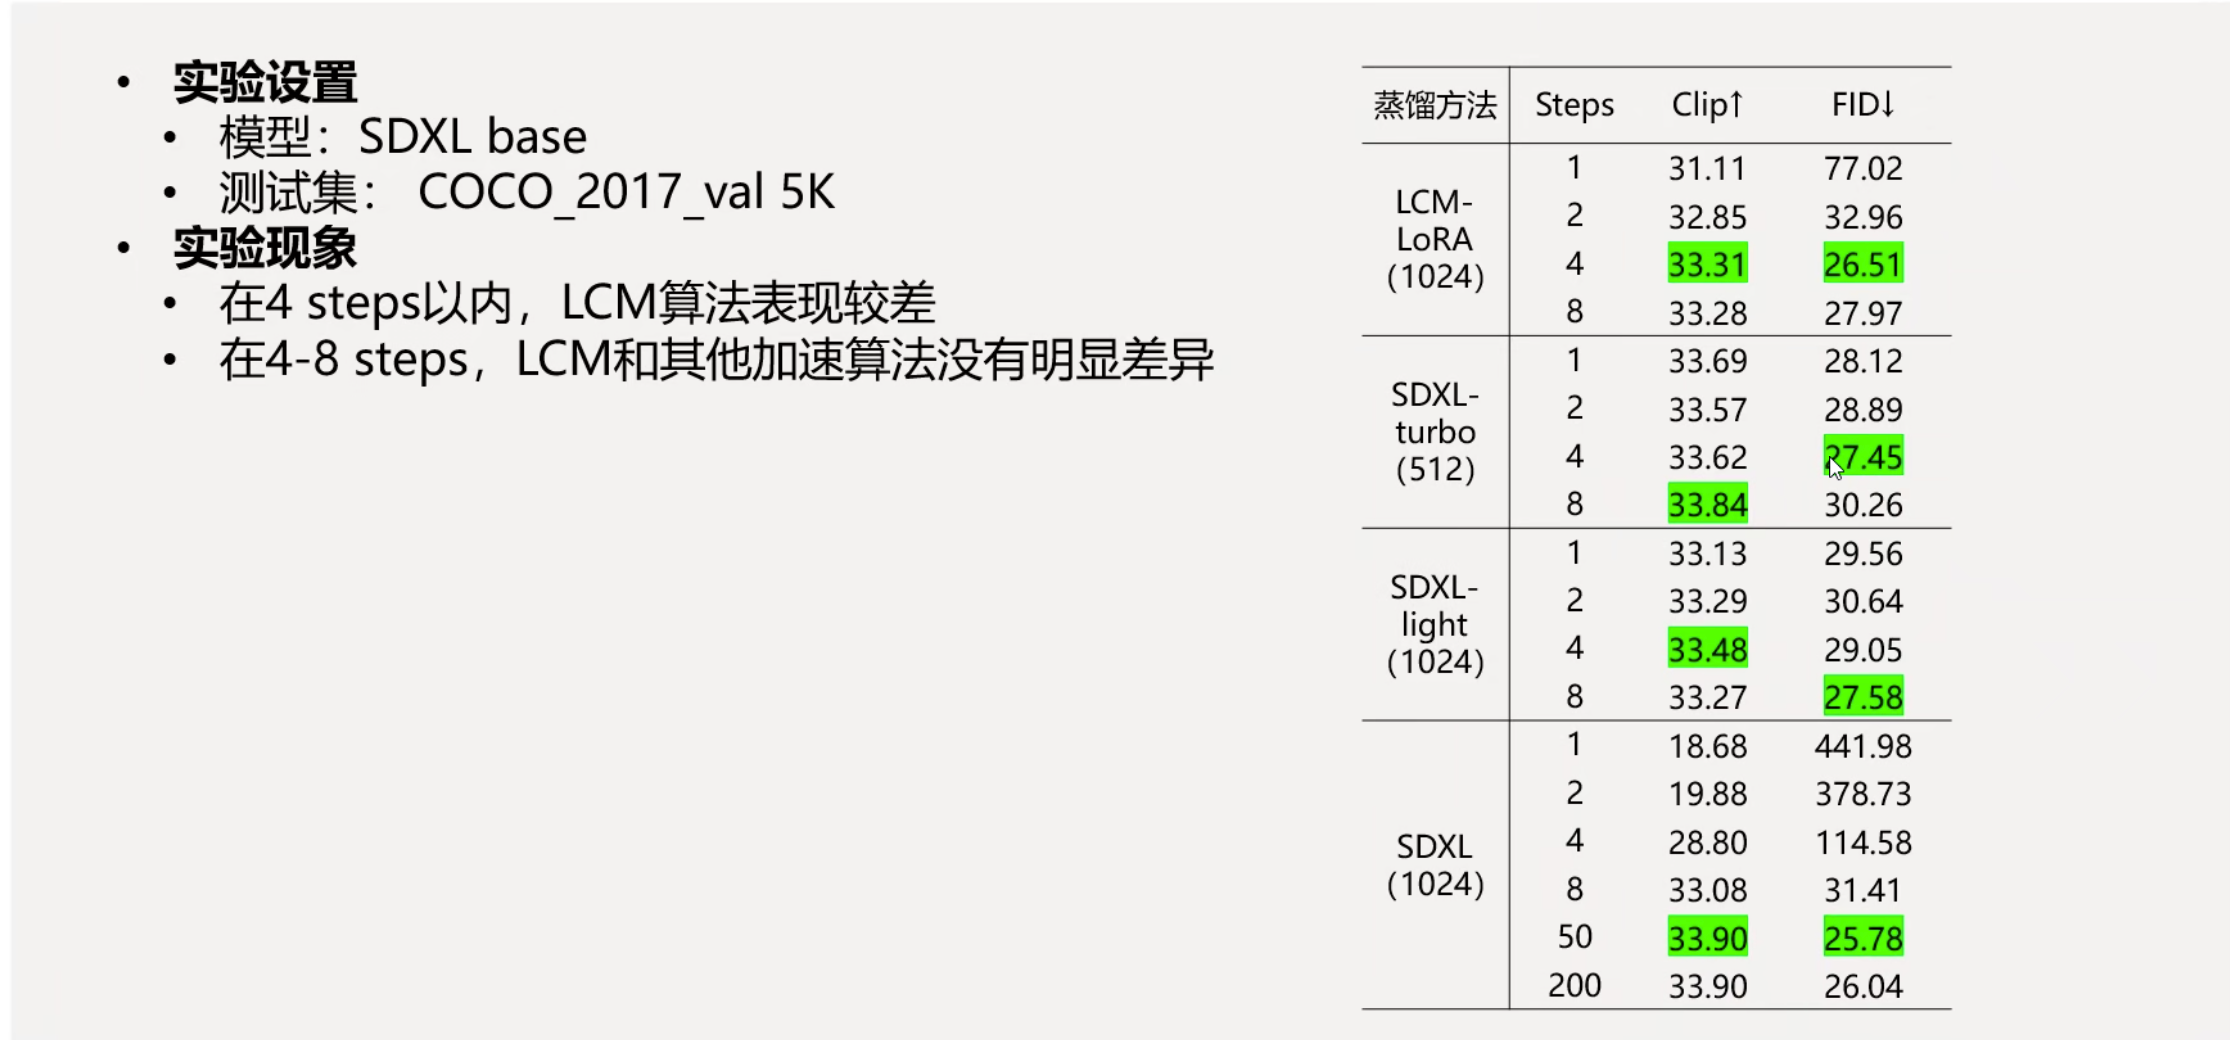 • 实验设置
• 模型：SDXL base
• 测试集： COCO_2017_val 5K
• 实验现象
• 在4 steps以内，LCM算法表现较差
• 在4-8 steps，LCM和其他加速算法没有明显差异
蒸馏方法 Steps Clip↑ FID↓
LCM-
LoRA
(1024)
1 31.11 77.02
2 32.85 32.96
4 33.31 26.51
8 33.28 27.97
SDXL-
turbo
(512)
1 33.69 28.12
2 33.57 28.89
4 33.62 27.45
8 33.84 30.26
SDXL-
light
(1024)
1 33.13 29.56
2 33.29 30.64
4 33.48 29.05
8 33.27 27.58
SDXL
(1024)
1 18.68 441.98
2 19.88 378.73
4 28.80 114.58
8 33.08 31.41
50 33.90 25.78
200 33.90 26.04